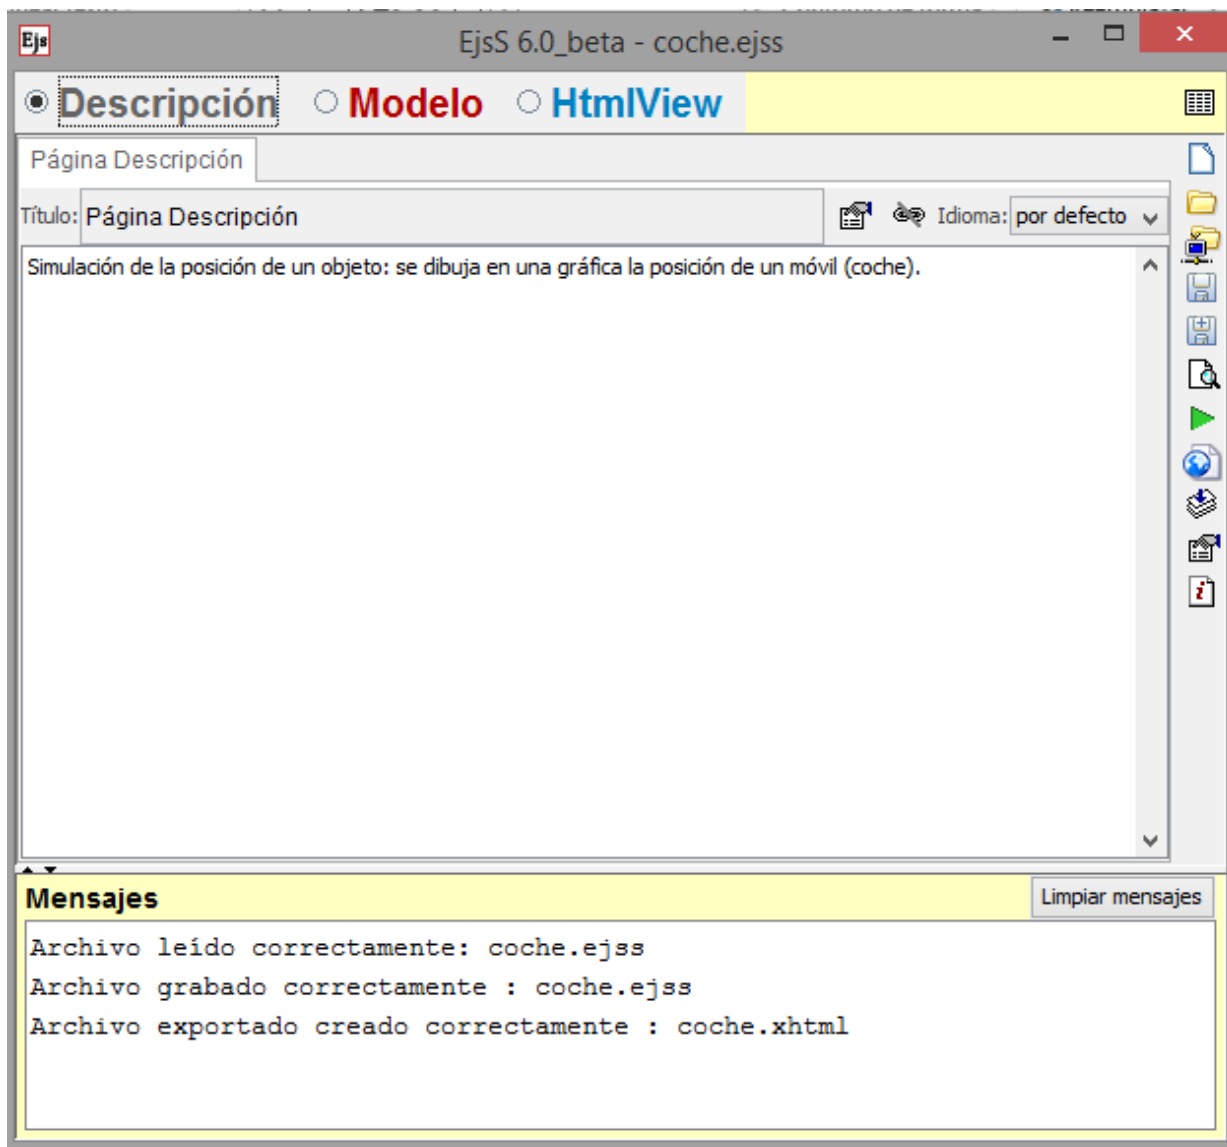 Ejs
EjsS 6.0_beta - coche.ejss
Descripción Modelo HtmlView
Página Descripción
Título: Página Descripción Idioma: por defecto
Simulación de la posición de un objeto: se dibuja en una gráfica la posición de un móvil (coche).
Mensajes Limpiar mensajes
Archivo leído correctamente: coche.ejss
Archivo grabado correctamente : coche.ejss
Archivo exportado creado correctamente : coche.xhtml